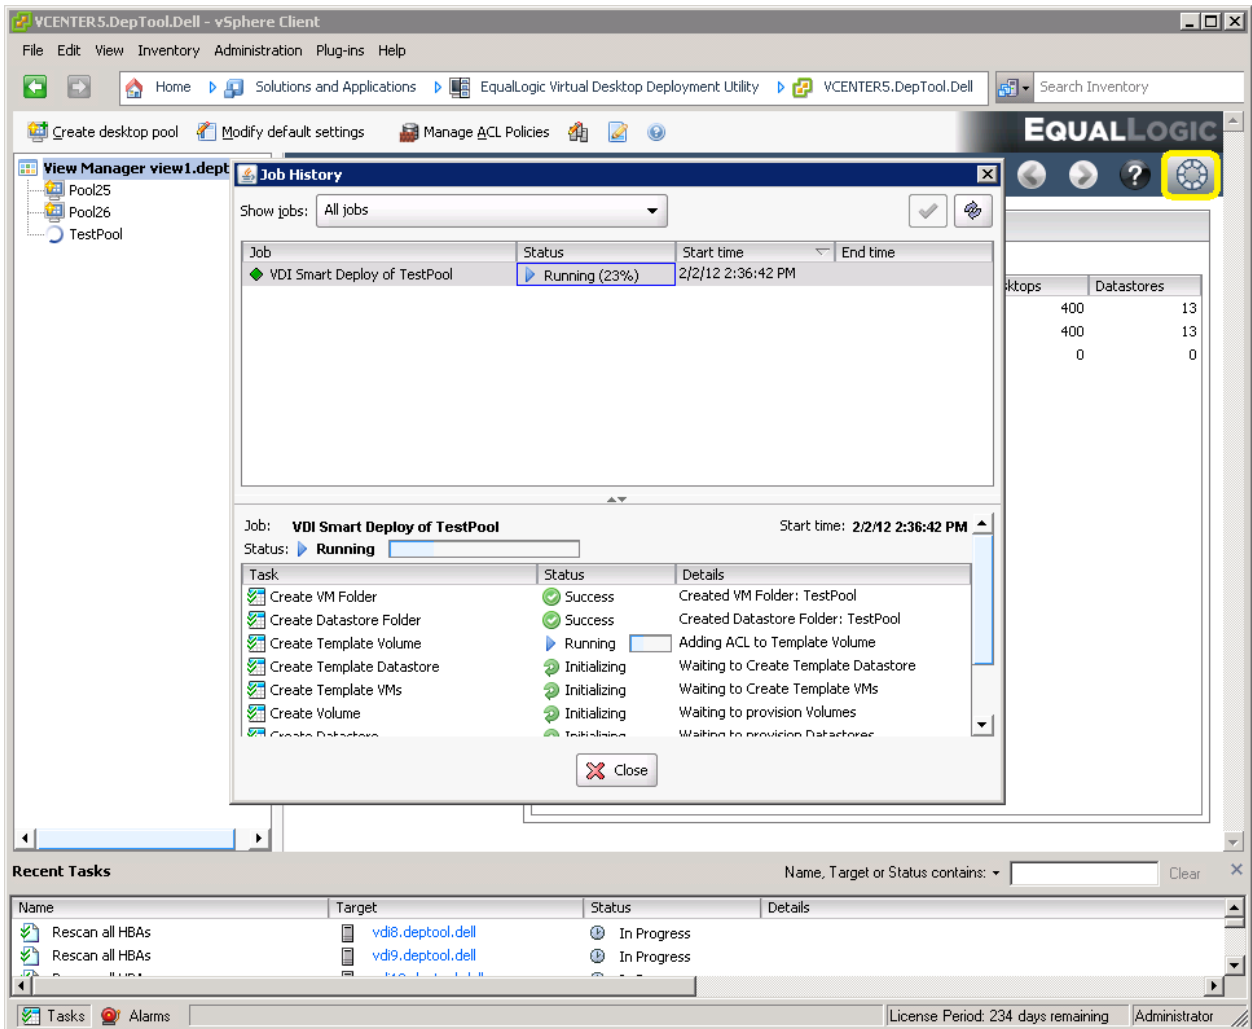 VCENTER5.DepTool.Dell - vSphere Client
File Edit View Inventory Administration Plug-ins Help
Home Solutions and Applications EqualLogic Virtual Desktop Deployment Utility VCENTER5.DepTool.Dell Search Inventory
Create desktop pool Modify default settings Manage ACL Policies EQUALLOGIC
View Manager view1.dept
Pool25
Pool26
TestPool
Job History
Show jobs: All jobs
Job Status Start time End time
VDI Smart Deploy of TestPool Running (23%) 2/2/12 2:36:42 PM
ktops Datastores
400 13
400 13
0 0
Job: VDI Smart Deploy of TestPool Start time: 2/2/12 2:36:42 PM
Status: Running
Task Status Details
Create VM Folder Success Created VM Folder: TestPool
Create Datastore Folder Success Created Datastore Folder: TestPool
Create Template Volume Running Adding ACL to Template Volume
Create Template Datastore Initializing Waiting to Create Template Datastore
Create Template VMs Initializing Waiting to Create Template VMs
Create Volume Initializing Waiting to provision Volumes
Create Datastore Initializing Waiting to provision Datastores
Close
Recent Tasks Name, Target or Status contains: Clear
Name Target Status Details
Rescan all HBAs vdi8.deptool.dell In Progress
Rescan all HBAs vdi9.deptool.dell In Progress
Tasks Alarms License Period: 234 days remaining Administrator